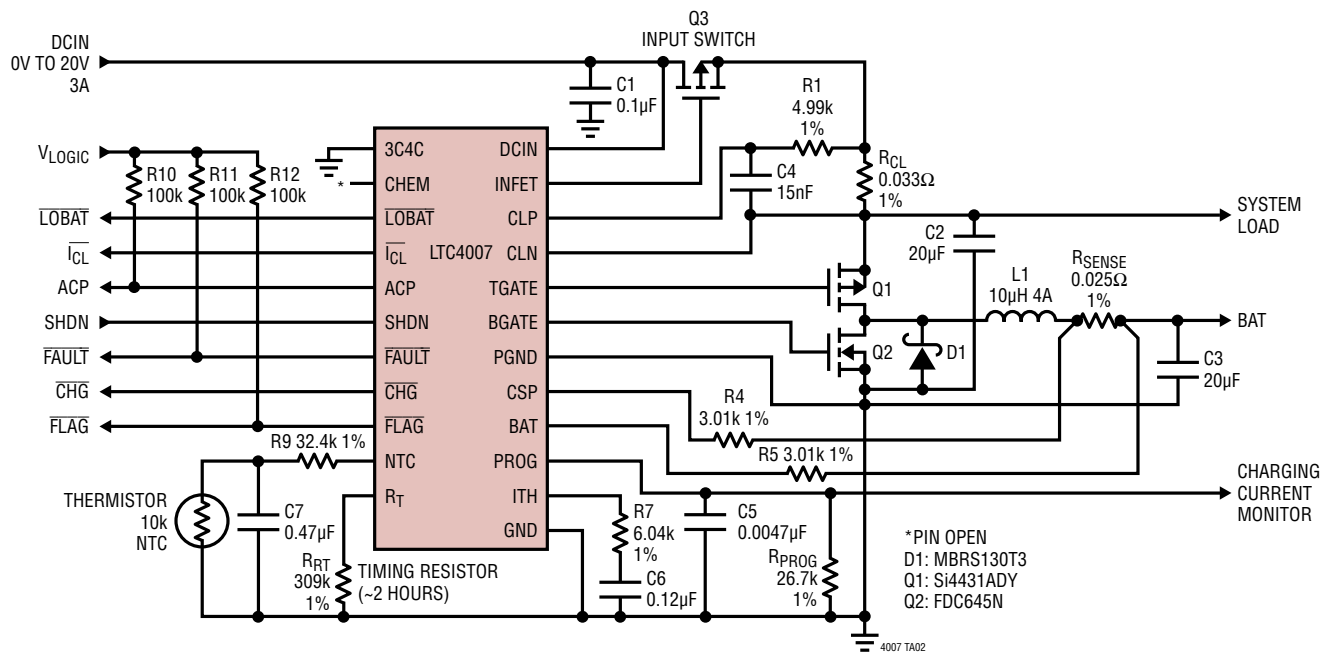 DCIN
0V TO 20V
3A
Q3
INPUT SWITCH
C1
0.1µF
R1
4.99k
1%
VLOGIC
R10
100k
R11
100k
R12
100k
3C4C
DCIN
*
CHEM
INFET
C4
15nF
RCL
0.033Ω
1%
LOBAT
LOBAT
CLP
SYSTEM
LOAD
ICL
ICL
LTC4007
CLN
C2
20µF
L1
10µH 4A
RSENSE
0.025Ω
1%
ACP
ACP
TGATE
Q1
SHDN
SHDN
BGATE
BAT
FAULT
FAULT
PGND
Q2
D1
C3
20µF
CHG
CHG
CSP
R4
3.01k 1%
FLAG
FLAG
BAT
R9 32.4k 1%
NTC
PROG
R5 3.01k 1%
THERMISTOR
10k
NTC
C7
0.47µF
RT
ITH
GND
R7
6.04k
1%
C5
0.0047µF
CHARGING
CURRENT
MONITOR
RRT
309k
1%
TIMING RESISTOR
(~2 HOURS)
C6
0.12µF
RPROG
26.7k
1%
*PIN OPEN
D1: MBRS130T3
Q1: Si4431ADY
Q2: FDC645N
4007 TA02